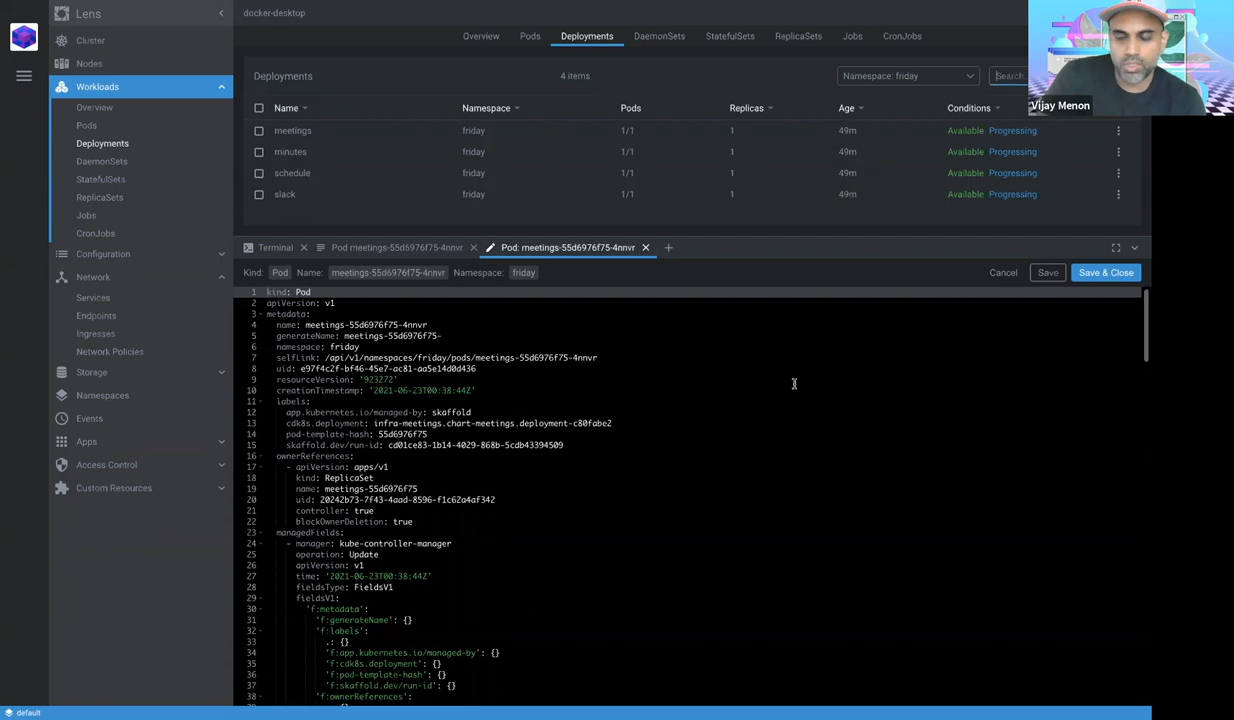 Lens
docker-desktop
Cluster
Nodes
Workloads
Overview
Pods
Deployments
DaemonSets
StatefulSets
ReplicaSets
Jobs
CronJobs
Configuration
Network
Services
Endpoints
Ingresses
Network Policies
Storage
Namespaces
Events
Apps
Access Control
Custom Resources
Overview Pods Deployments DaemonSets StatefulSets ReplicaSets Jobs CronJobs
Deployments 4 items Namespace: friday Search...
Name Namespace Pods Replicas Age Conditions
meetings friday 1/1 1 49m Available Progressing
minutes friday 1/1 1 49m Available Progressing
schedule friday 1/1 1 49m Available Progressing
slack friday 1/1 1 49m Available Progressing
Vijay Menon
Terminal Pod meetings-55d6976f75-4nnvr Pod: meetings-55d6976f75-4nnvr
Kind: Pod Name: meetings-55d6976f75-4nnvr Namespace: friday Cancel Save Save & Close
1 kind: Pod
2 apiVersion: v1
3 metadata:
4 name: meetings-55d6976f75-4nnvr
5 generateName: meetings-55d6976f75-
6 namespace: friday
7 selfLink: /api/v1/namespaces/friday/pods/meetings-55d6976f75-4nnvr
8 uid: e97f4c2f-bf46-45e7-ac81-aa5e14d0d436
9 resourceVersion: '923272'
10 creationTimestamp: '2021-06-23T00:38:44Z'
11 labels:
12 app.kubernetes.io/managed-by: skaffold
13 cdk8s.deployment: infra-meetings.chart-meetings.deployment-c80fabe2
14 pod-template-hash: 55d6976f75
15 skaffold.dev/run-id: cd01ce83-1b14-4029-868b-5cdb43394509
16 ownerReferences:
17 - apiVersion: apps/v1
18 kind: ReplicaSet
19 name: meetings-55d6976f75
20 uid: 20242b73-7f43-4aad-8596-f1c62a4af342
21 controller: true
22 blockOwnerDeletion: true
23 managedFields:
24 - manager: kube-controller-manager
25 operation: Update
26 apiVersion: v1
27 time: '2021-06-23T00:38:44Z'
28 fieldsType: FieldsV1
29 fieldsV1:
30 'f:metadata':
31 'f:generateName': {}
32 'f:labels':
33 .: {}
34 'f:app.kubernetes.io/managed-by': {}
35 'f:cdk8s.deployment': {}
36 'f:pod-template-hash': {}
37 'f:skaffold.dev/run-id': {}
38 'f:ownerReferences':
default